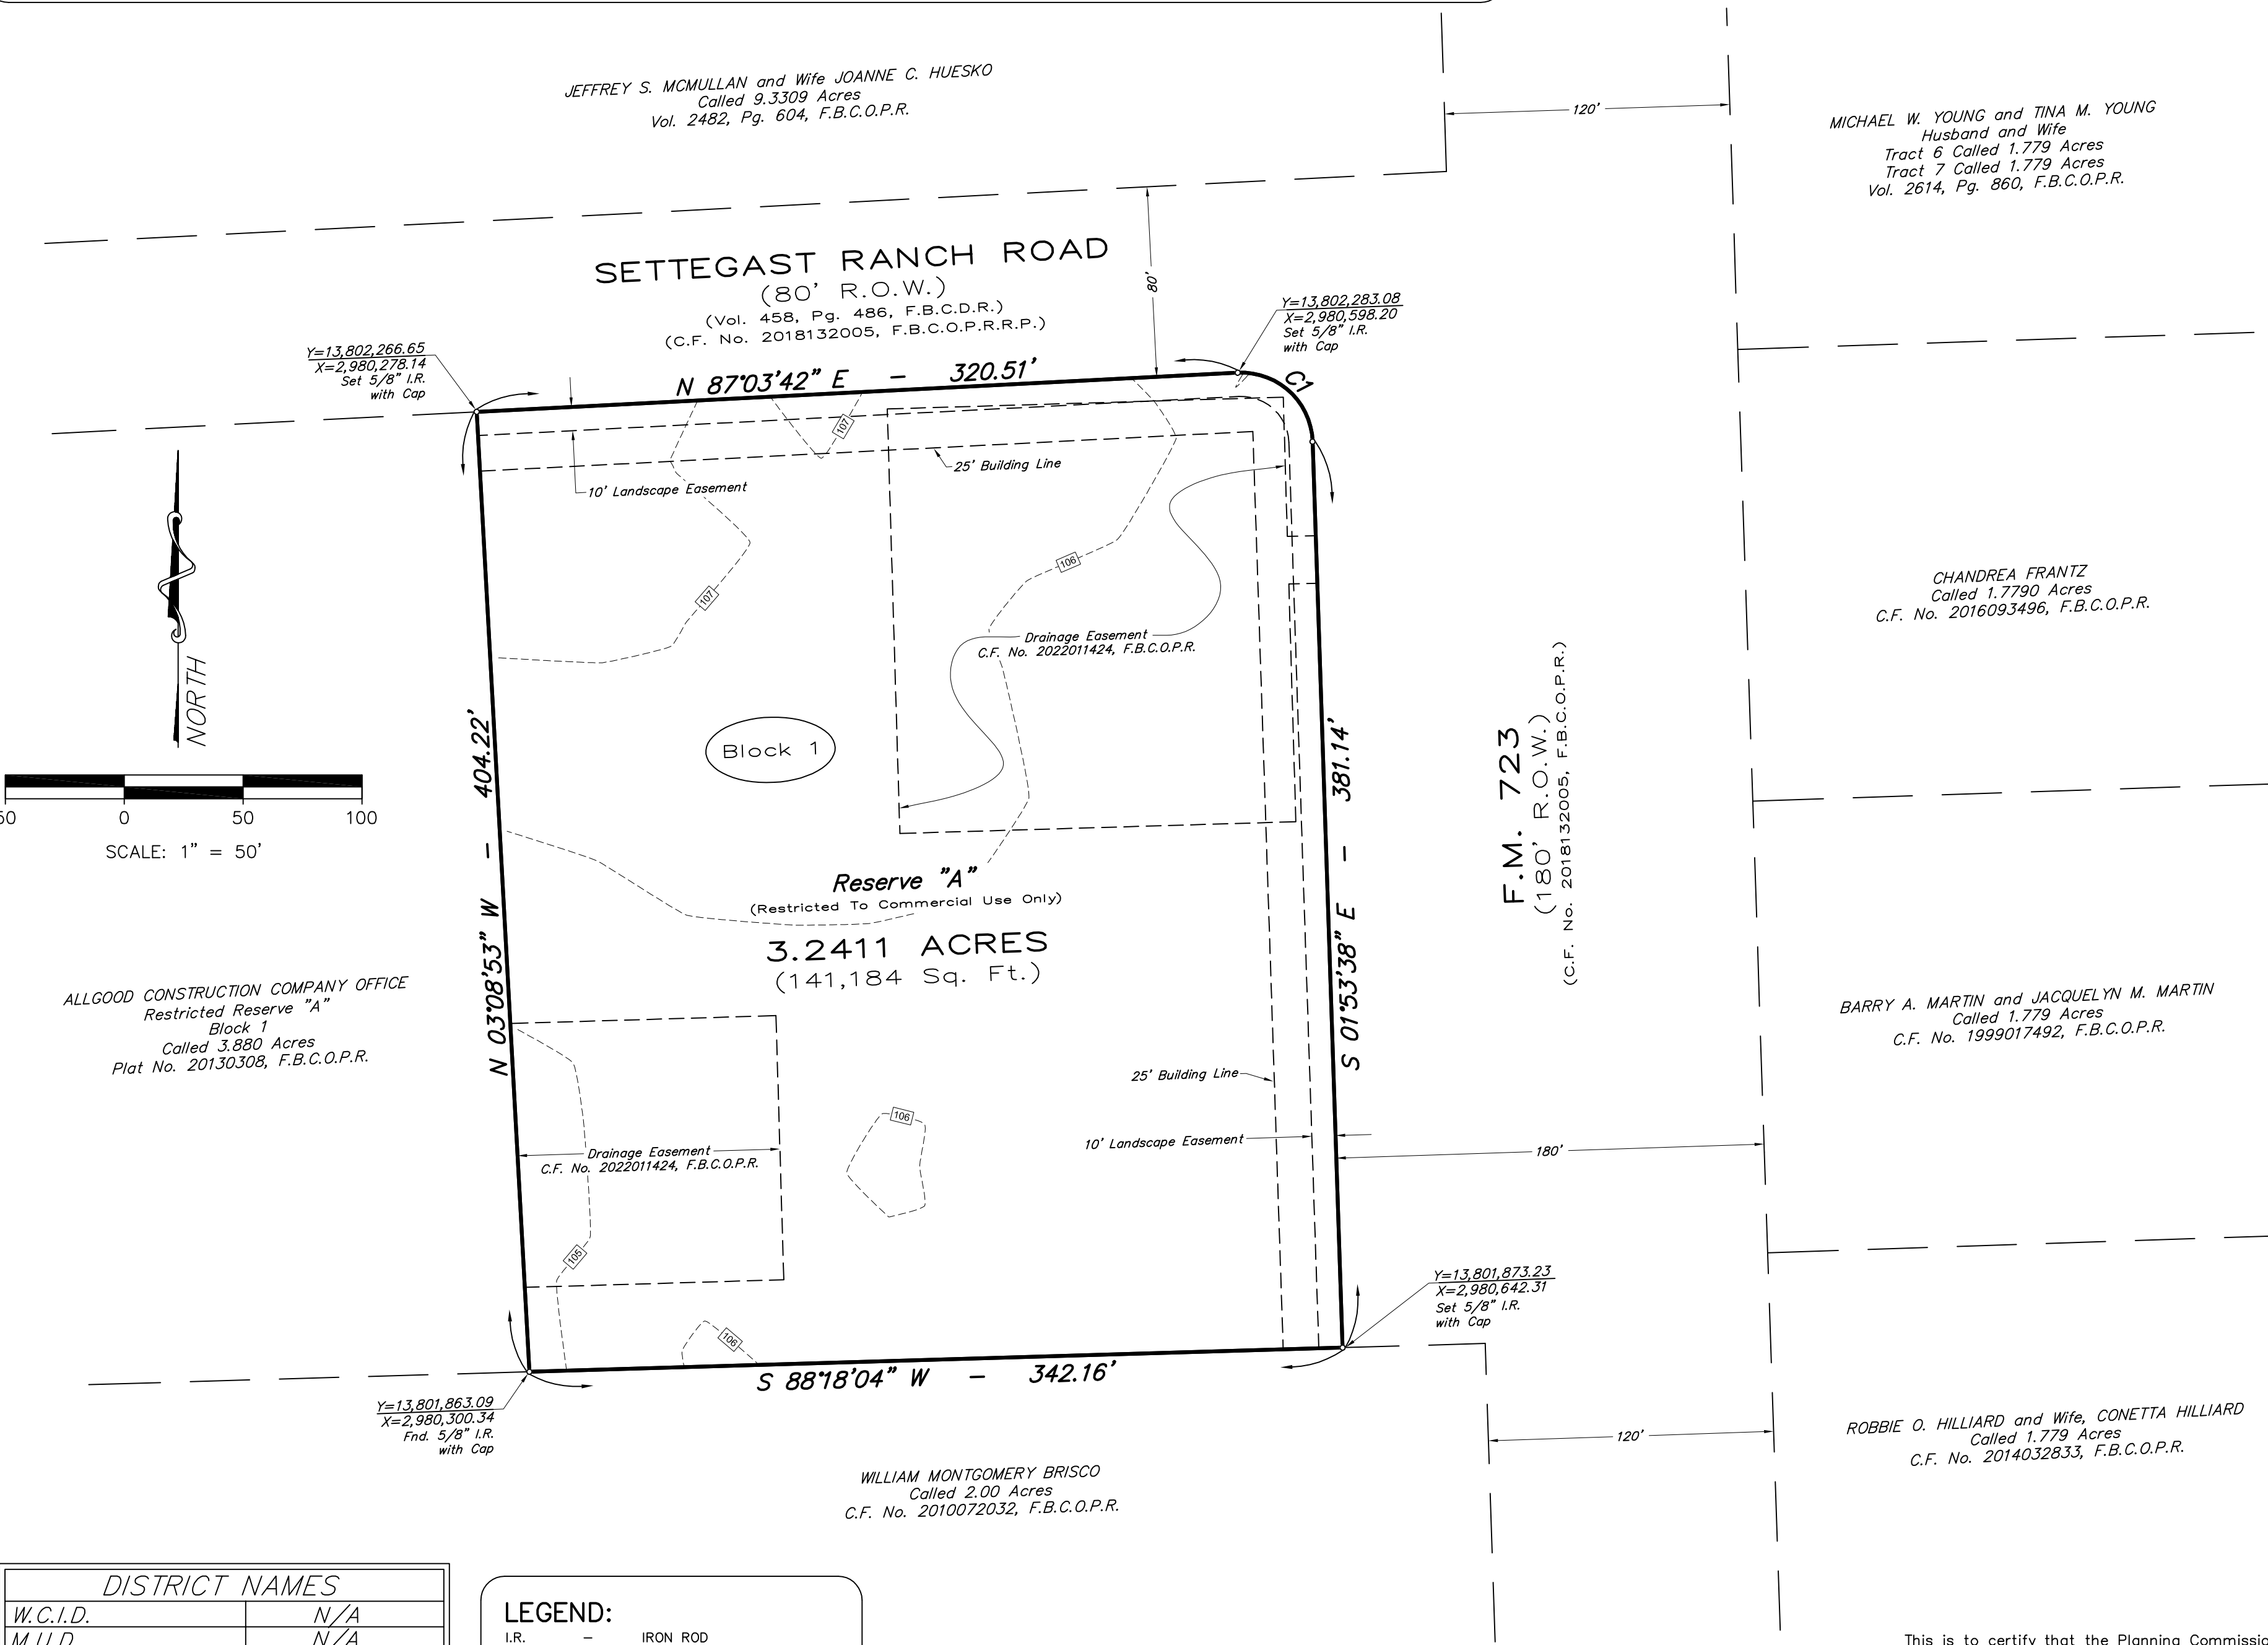 JEFFREY S. MCMULLAN and Wife JOANNE C. HUESKO
Called 9.3309 Acres
Vol. 2482, Pg. 604, F.B.C.O.P.R.
120'
MICHAEL W. YOUNG and TINA M. YOUNG
Husband and Wife
Tract 6 Called 1.779 Acres
Tract 7 Called 1.779 Acres
Vol. 2614, Pg. 860, F.B.C.O.P.R.
SETTEGAST RANCH ROAD
(80' R.O.W.)
(Vol. 458, Pg. 486, F.B.C.D.R.)
(C.F. No. 2018132005, F.B.C.O.P.R.R.P.)
80'
Y=13,802,283.08
X=2,980,598.20
Set 5/8" I.R.
with Cap
Y=13,802,266.65
X=2,980,278.14
Set 5/8" I.R.
with Cap
N 87°03'42" E - 320.51'
C1
107
25' Building Line
10' Landscape Easement
106
107
Drainage Easement
C.F. No. 2022011424, F.B.C.O.P.R.
CHANDREA FRANTZ
Called 1.7790 Acres
C.F. No. 2016093496, F.B.C.O.P.R.
NORTH
50
0
50
100
SCALE: 1" = 50'
N 03°08'53" W - 404.22'
Block 1
S 01°53'38" E - 381.14'
F.M. 723
(180' R.O.W.)
(C.F. No. 2018132005, F.B.C.O.P.R.)
Reserve "A"
(Restricted To Commercial Use Only)
3.2411 ACRES
(141,184 Sq. Ft.)
ALLGOOD CONSTRUCTION COMPANY OFFICE
Restricted Reserve "A"
Block 1
Called 3.880 Acres
Plat No. 20130308, F.B.C.O.P.R.
BARRY A. MARTIN and JACQUELYN M. MARTIN
Called 1.779 Acres
C.F. No. 1999017492, F.B.C.O.P.R.
25' Building Line
10' Landscape Easement
180'
106
Drainage Easement
C.F. No. 2022011424, F.B.C.O.P.R.
105
106
Y=13,801,873.23
X=2,980,642.31
Set 5/8" I.R.
with Cap
S 88°18'04" W - 342.16'
Y=13,801,863.09
X=2,980,300.34
Fnd. 5/8" I.R.
with Cap
120'
ROBBIE O. HILLIARD and Wife, CONETTA HILLIARD
Called 1.779 Acres
C.F. No. 2014032833, F.B.C.O.P.R.
WILLIAM MONTGOMERY BRISCO
Called 2.00 Acres
C.F. No. 2010072032, F.B.C.O.P.R.
DISTRICT NAMES
W.C.I.D. N/A
M.U.D. N/A
LEGEND:
I.R. - IRON ROD
This is to certify that the Planning Commissio